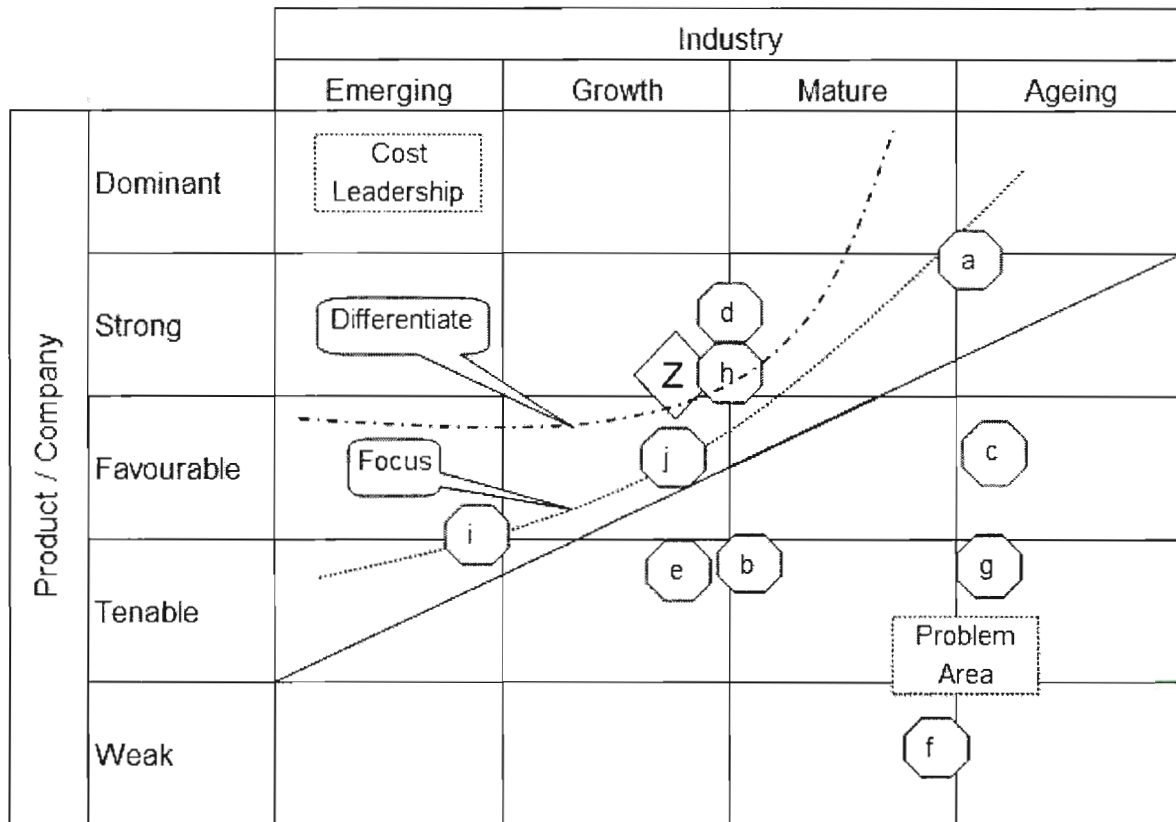 Industry
Emerging
Growth
Mature
Ageing
Product / Company
Dominant
Cost
Leadership
a
Strong
Differentiate
d
Z
h
Favourable
Focus
j
c
i
Tenable
e
b
g
Problem
Area
Weak
f